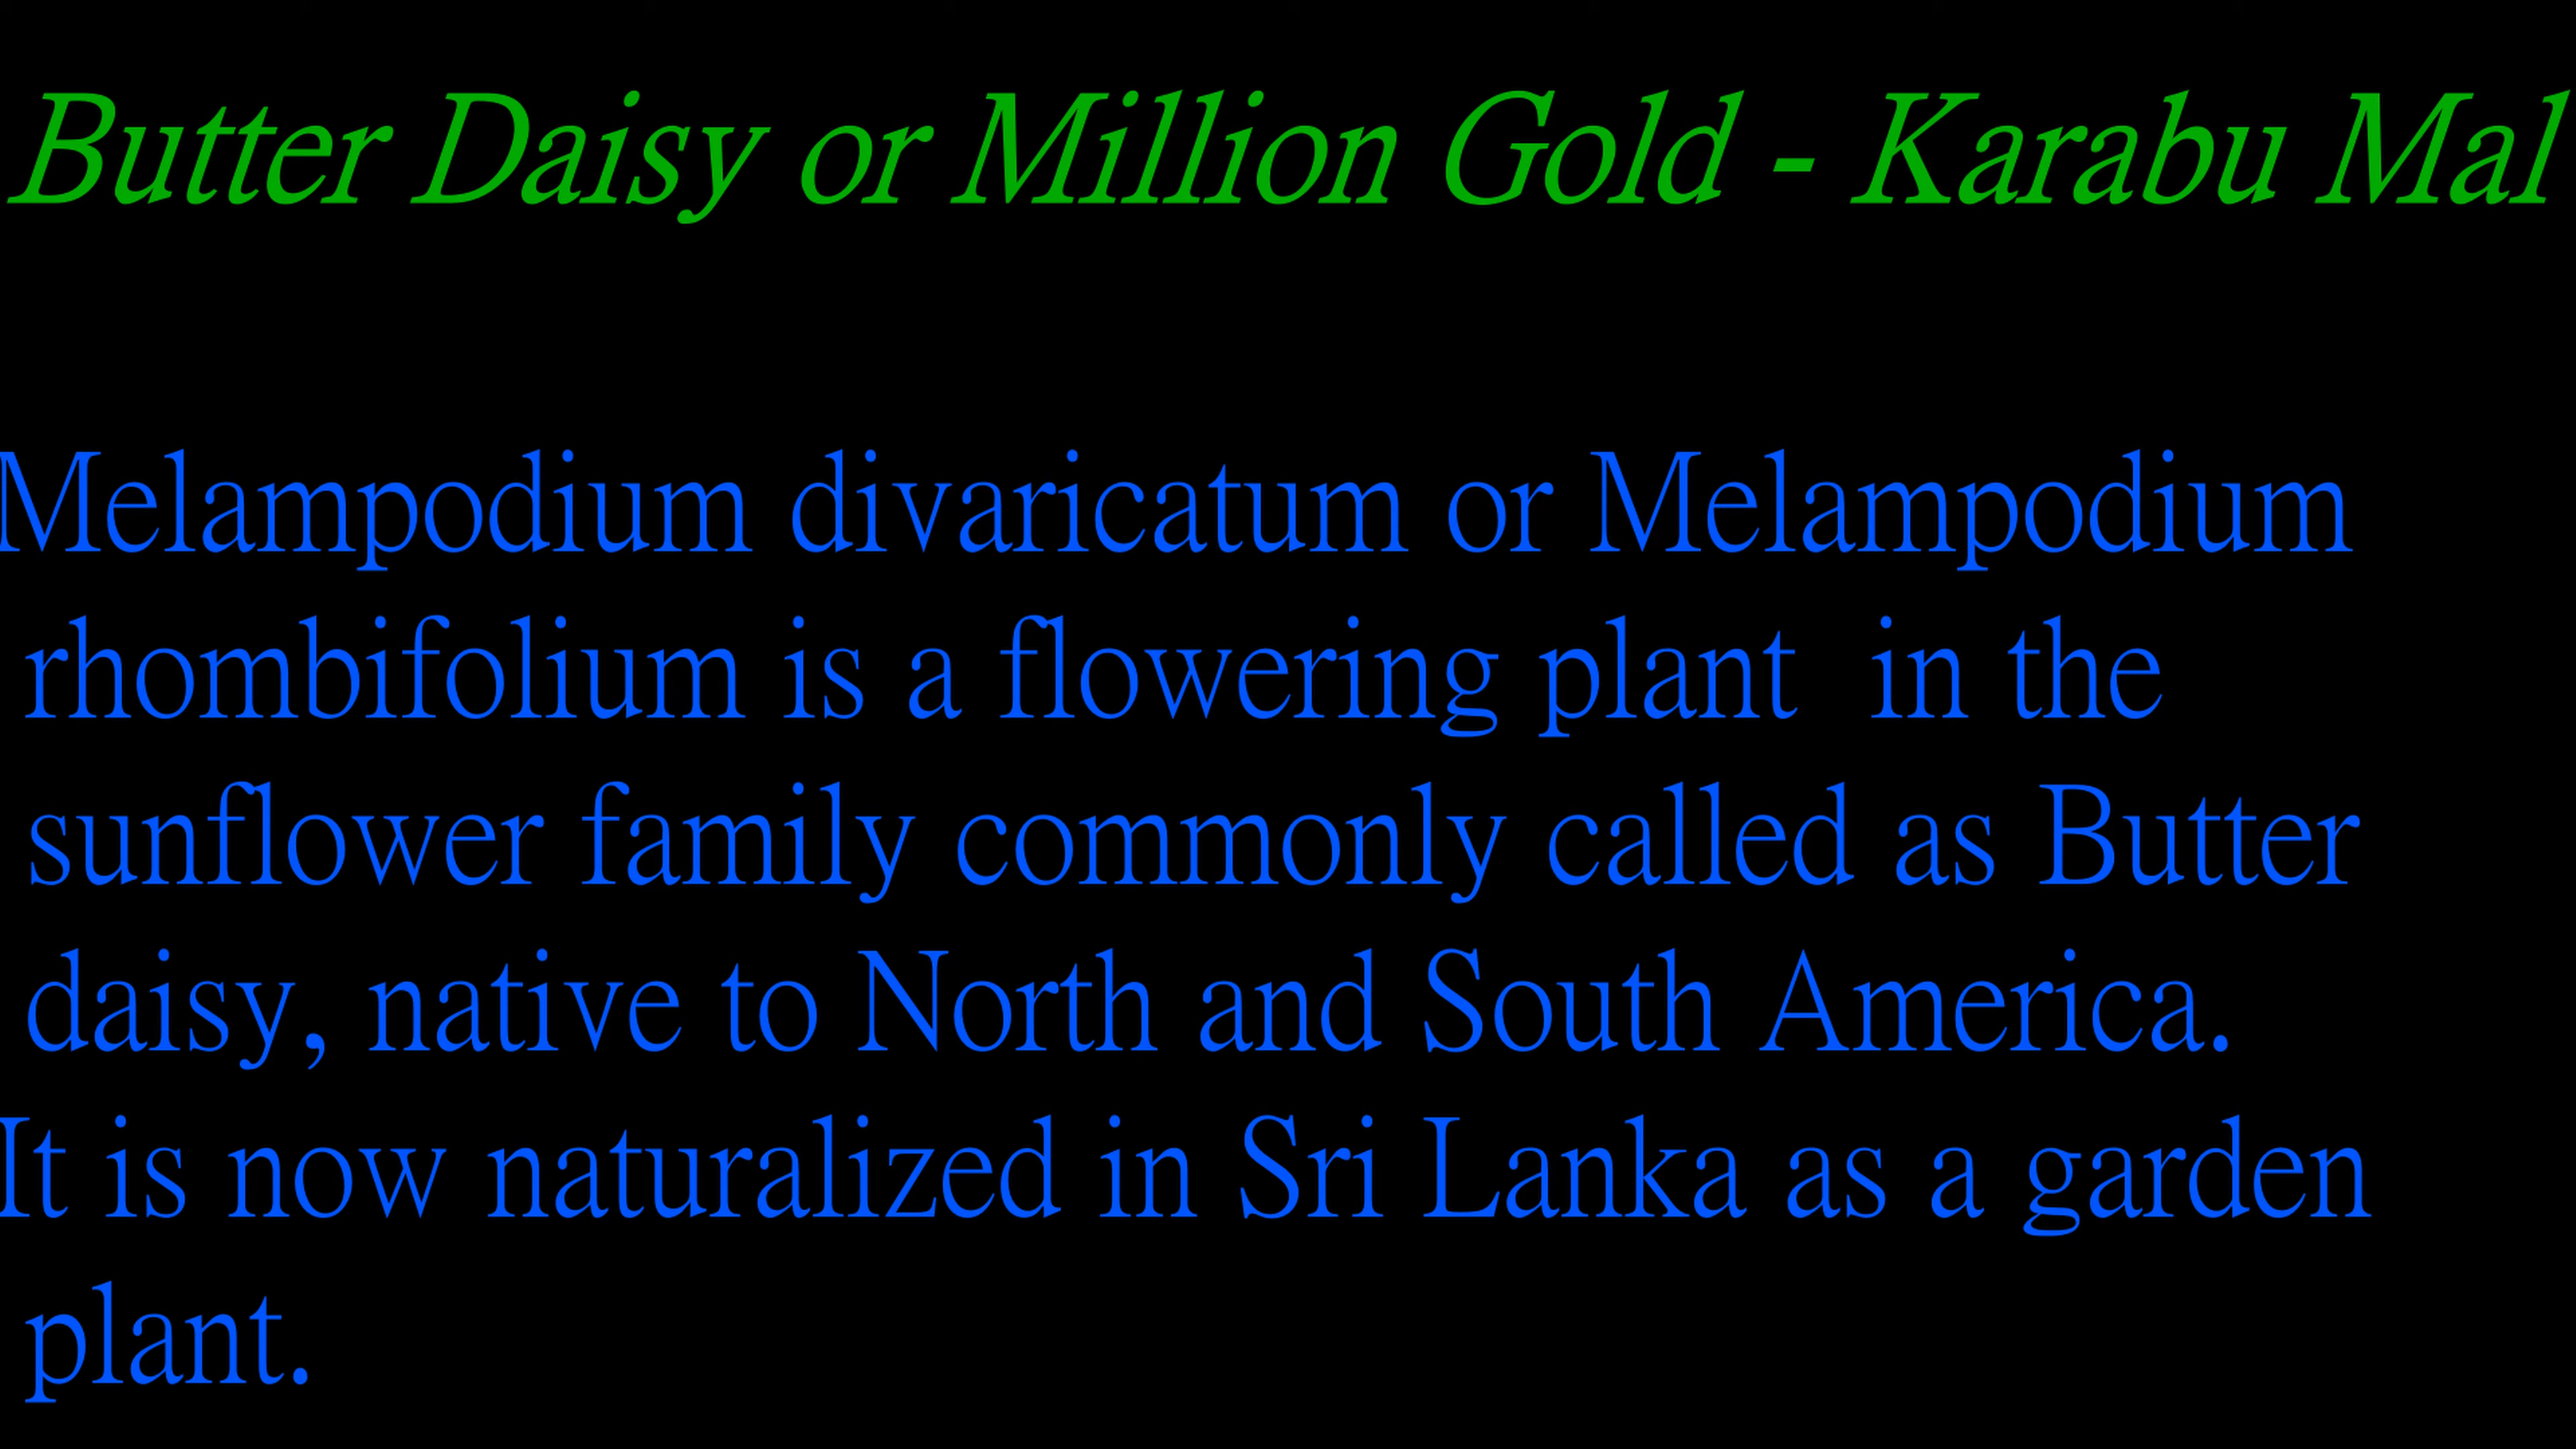 Butter Daisy or Million Gold - Karabu Mal
Melampodium divaricatum or Melampodium
rhombifolium is a flowering plant  in the
sunflower family commonly called as Butter
daisy, native to North and South America.
It is now naturalized in Sri Lanka as a garden
plant.